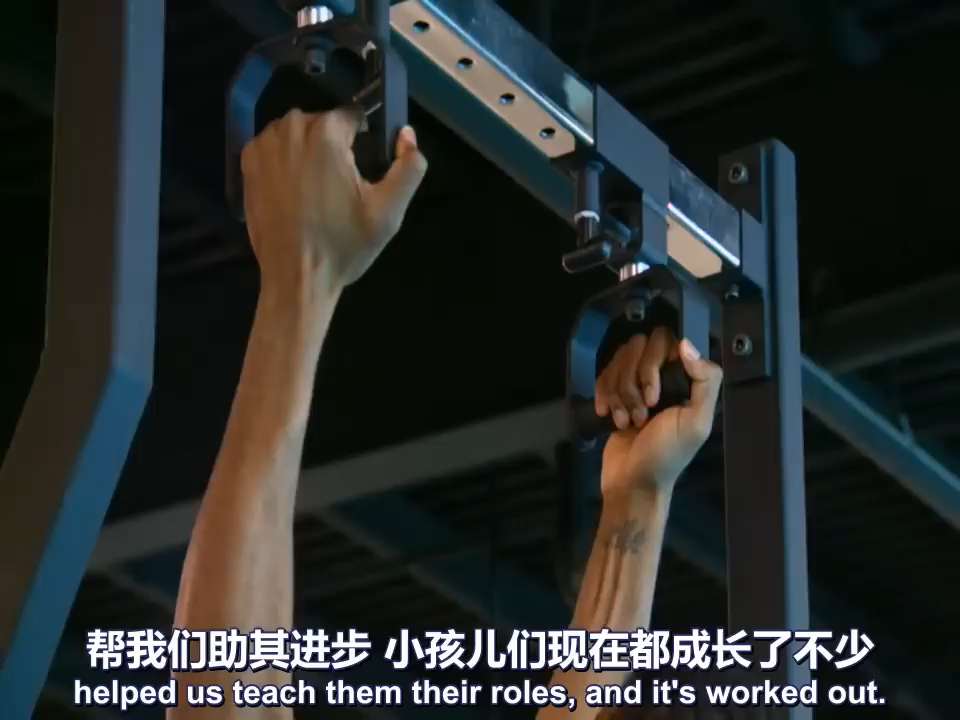 帮我们助其进步 小孩儿们现在都成长了不少
helped us teach them their roles, and it's worked out.